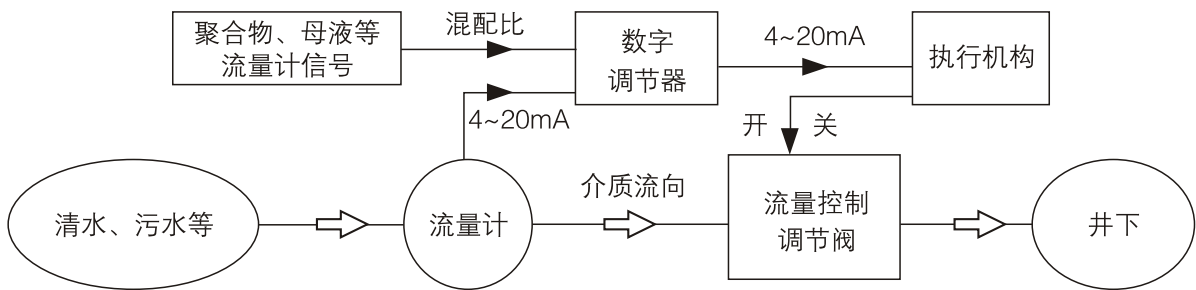 聚合物、母液等
流量计信号
混配比
数字
调节器
4~20mA
执行机构
4~20mA
开
关
清水、污水等
流量计
介质流向
流量控制
调节阀
井下